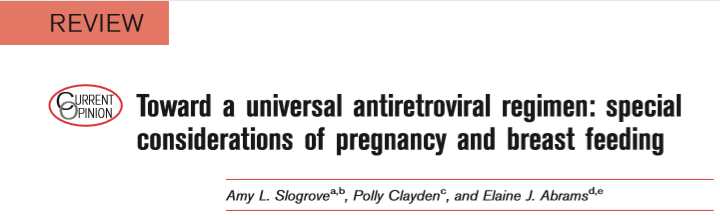 REVIEW
CURRENT
OPINION
Toward a universal antiretroviral regimen: special
considerations of pregnancy and breast feeding
Amy L. Slogrove^a,b, Polly Clayden^c, and Elaine J. Abrams^d,e